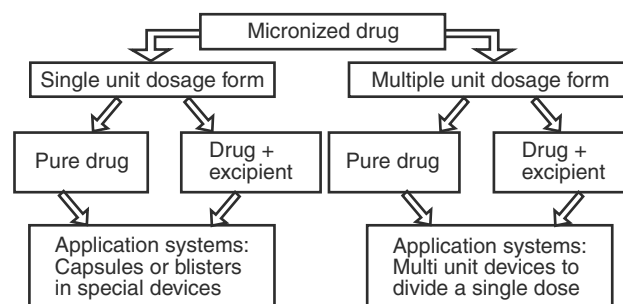 Micronized drug
Single unit dosage form
Multiple unit dosage form
Pure drug
Drug +
excipient
Pure drug
Drug +
excipient
Application systems:
Capsules or blisters
in special devices
Application systems:
Multi unit devices to
divide a single dose